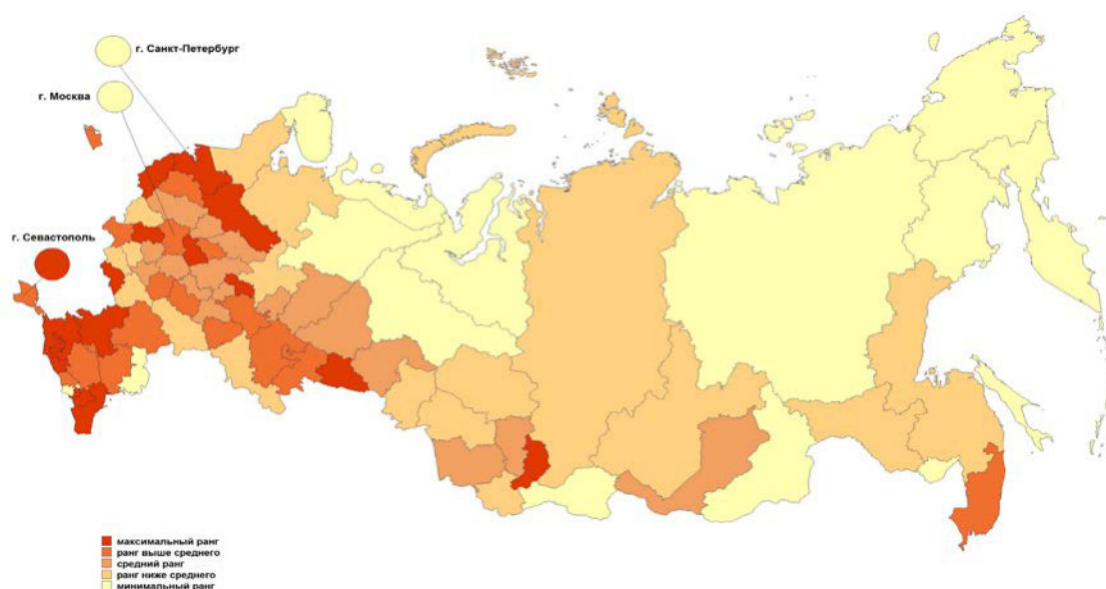 г. Санкт-Петербург
г. Москва
г. Севастополь
максимальный ранг
ранг выше среднего
средний ранг
ранг ниже среднего
минимальный ранг